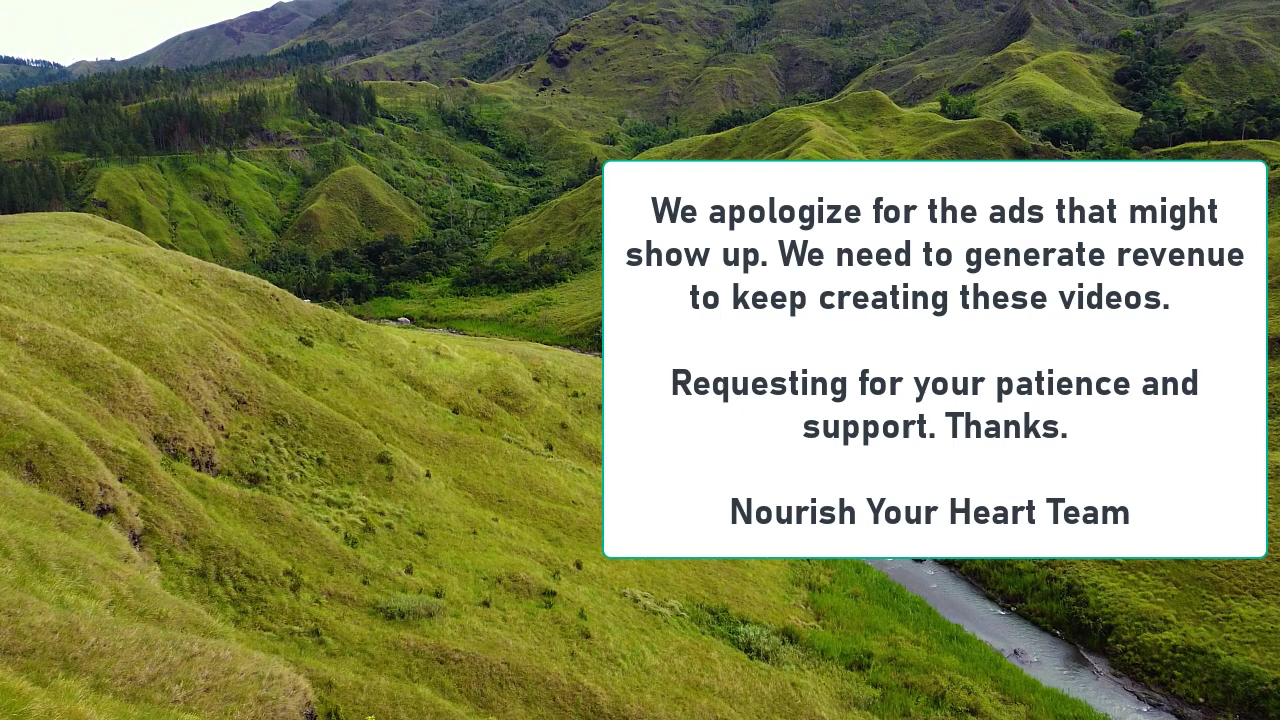 We apologize for the ads that might
show up. We need to generate revenue
to keep creating these videos.
Requesting for your patience and
support. Thanks.
Nourish Your Heart Team